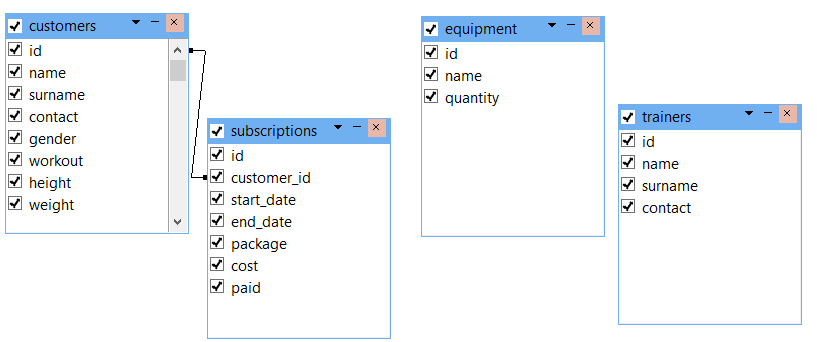 customers
id
name
surname
contact
gender
workout
height
weight
subscriptions
id
customer_id
start_date
end_date
package
cost
paid
equipment
id
name
quantity
trainers
id
name
surname
contact